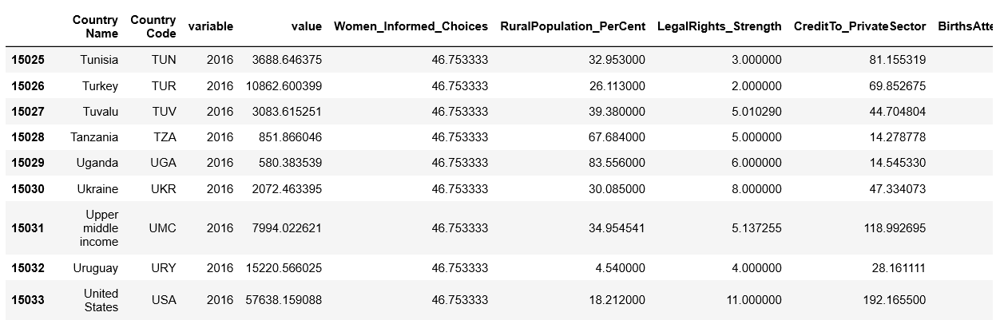 Country Name Country Code variable value Women_Informed_Choices RuralPopulation_PerCent LegalRights_Strength CreditTo_PrivateSector BirthsAtte
15025 Tunisia TUN 2016 3688.646375 46.753333 32.953000 3.000000 81.155319
15026 Turkey TUR 2016 10862.600399 46.753333 26.113000 2.000000 69.852675
15027 Tuvalu TUV 2016 3083.615251 46.753333 39.380000 5.010290 44.704804
15028 Tanzania TZA 2016 851.866046 46.753333 67.684000 5.000000 14.278778
15029 Uganda UGA 2016 580.383539 46.753333 83.556000 6.000000 14.545330
15030 Ukraine UKR 2016 2072.463395 46.753333 30.085000 8.000000 47.334073
15031 Upper middle income UMC 2016 7994.022621 46.753333 34.954541 5.137255 118.992695
15032 Uruguay URY 2016 15220.566025 46.753333 4.540000 4.000000 28.161111
15033 United States USA 2016 57638.159088 46.753333 18.212000 11.000000 192.165500